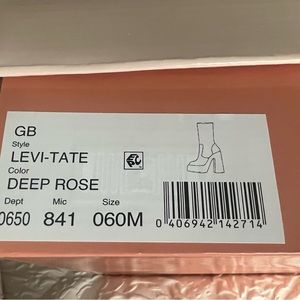 GB
Style
LEVI-TATE
Color
DEEP ROSE
Dept Mic Size
0650 841 060M
0 406942 142714